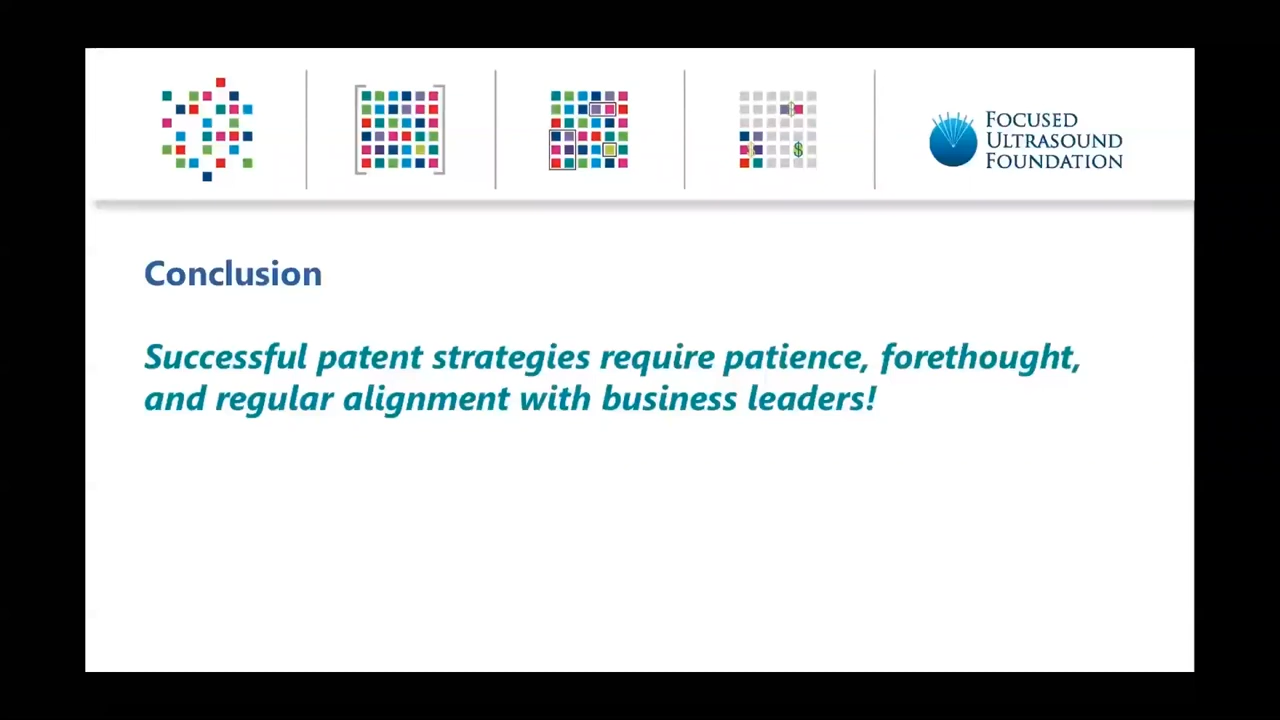 $
$
$
FOCUSED
ULTRASOUND
FOUNDATION
Conclusion
Successful patent strategies require patience, forethought,
and regular alignment with business leaders!